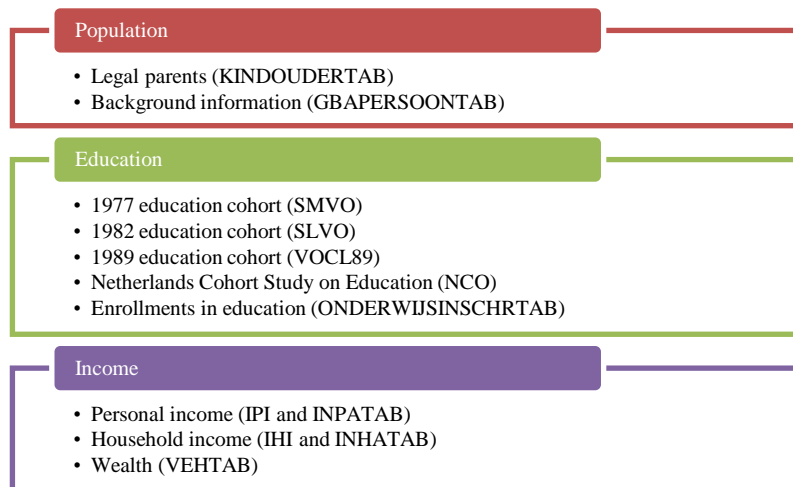 Population
• Legal parents (KINDOUDERTAB)
• Background information (GBAPERSOONTAB)
Education
• 1977 education cohort (SMVO)
• 1982 education cohort (SLVO)
• 1989 education cohort (VOCL89)
• Netherlands Cohort Study on Education (NCO)
• Enrollments in education (ONDERWIJSINSCHRTAB)
Income
• Personal income (IPI and INPATAB)
• Household income (IHI and INHATAB)
• Wealth (VEHTAB)